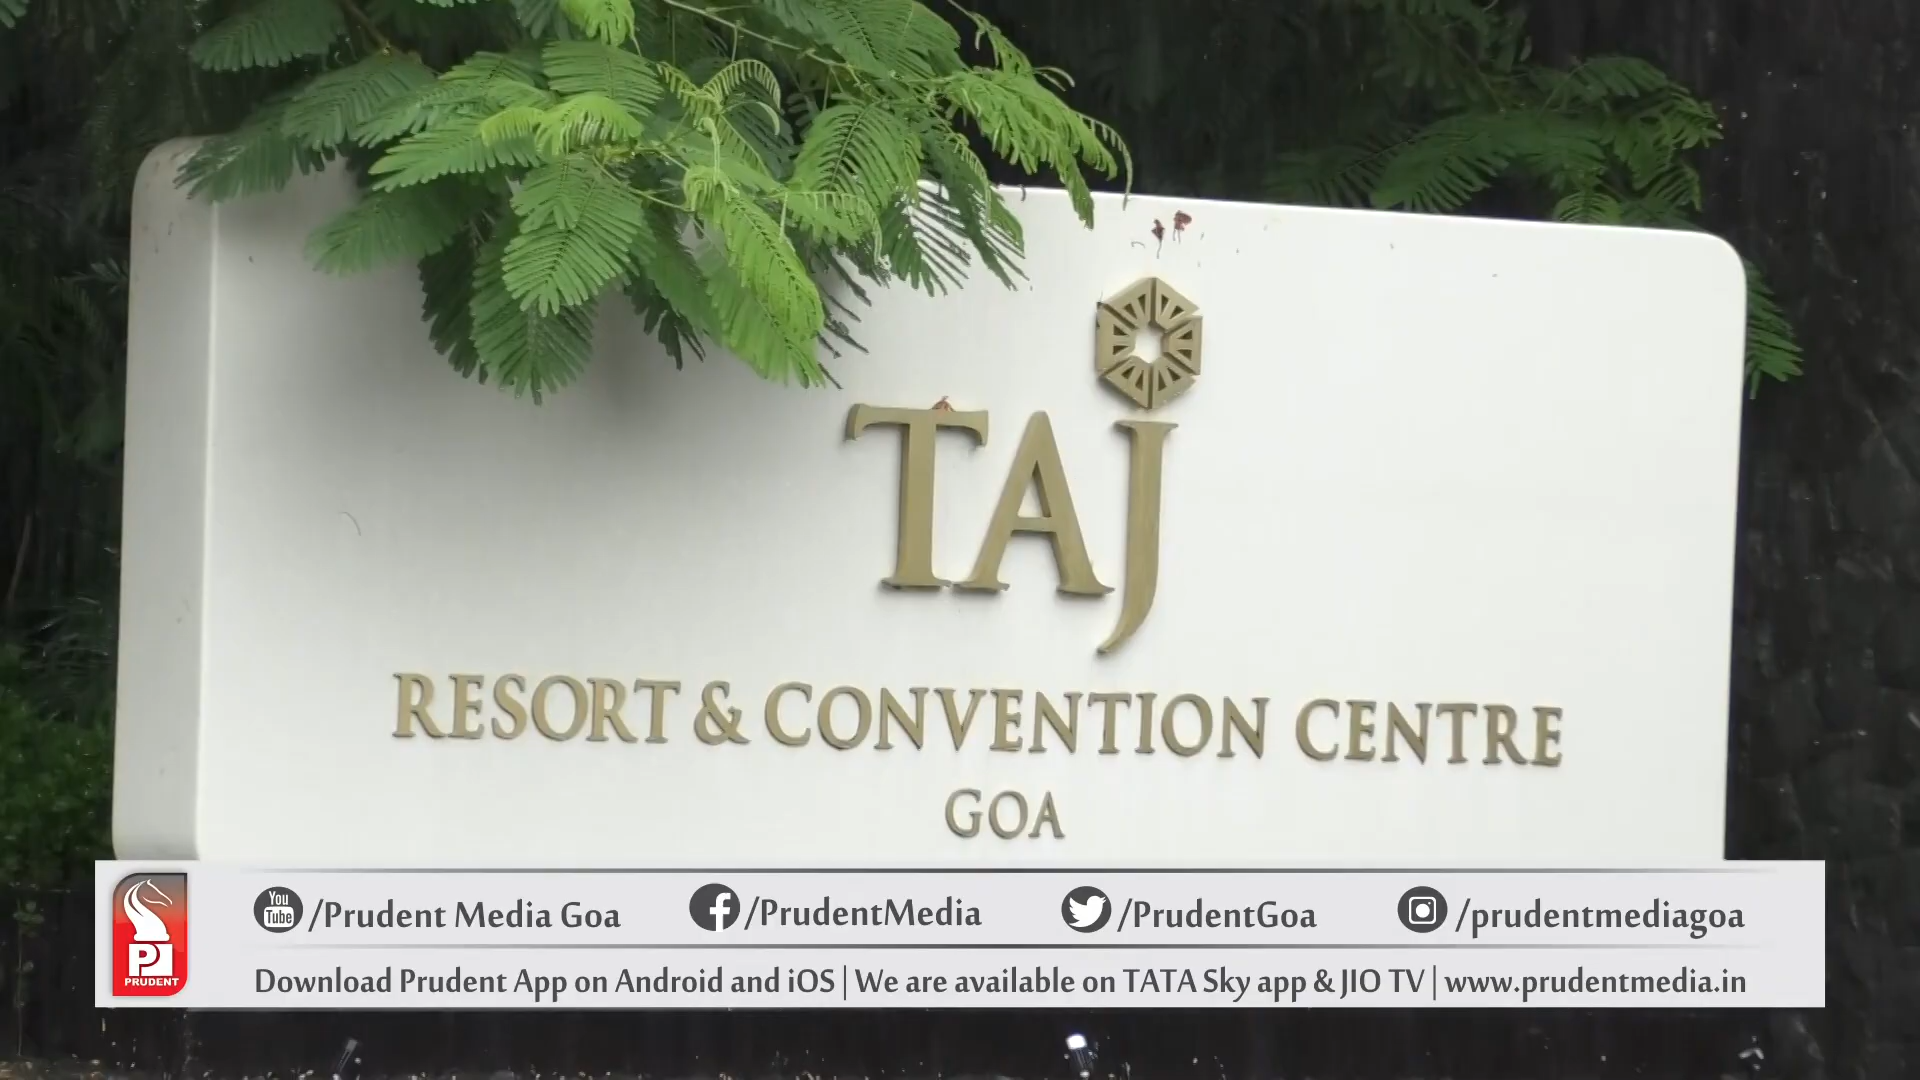 TAJ
RESORT & CONVENTION CENTRE
GOA
You Tube /Prudent Media Goa
/PrudentMedia
/PrudentGoa
/prudentmediagoa
PRUDENT
Download Prudent App on Android and iOS | We are available on TATA Sky app & JIO TV | www.prudentmedia.in